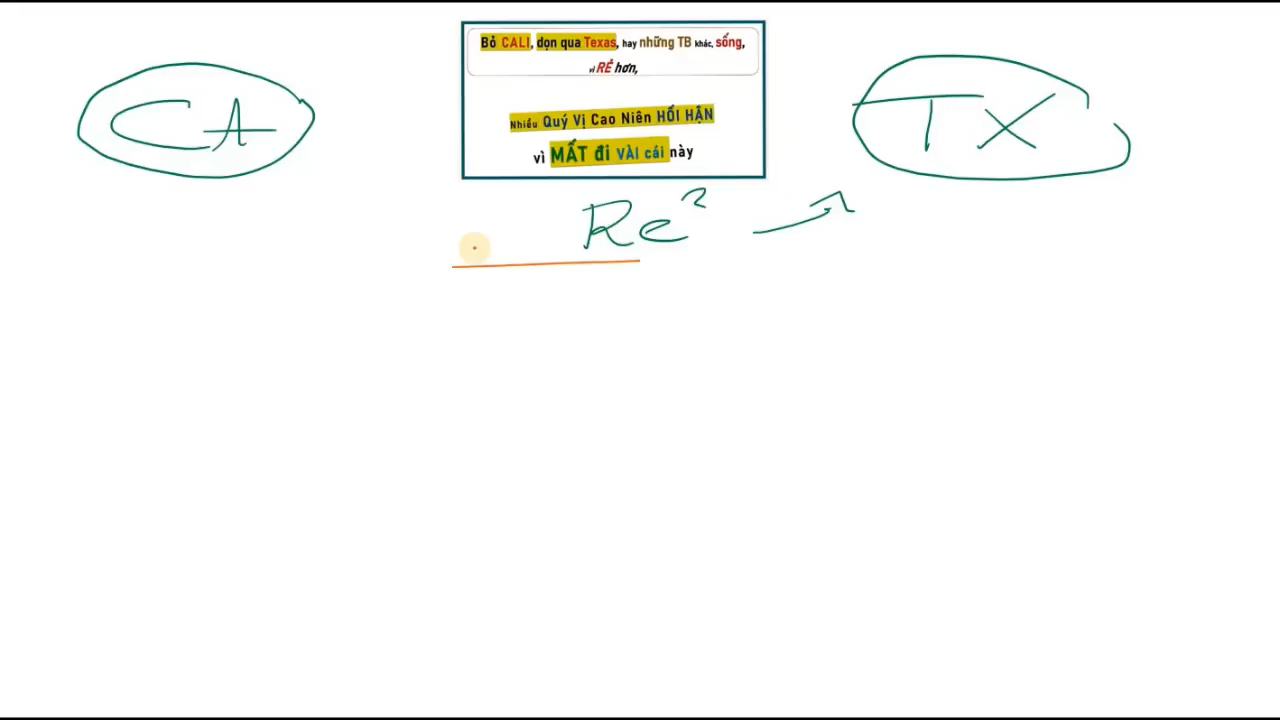 CA
Bỏ CALI, dọn qua Texas, hay những TB khác, sống,
vì RẺ hơn,
Nhiều Quý Vị Cao Niên HỐI HẬN
vì MẤT đi VÀI cái này
TX
Re²